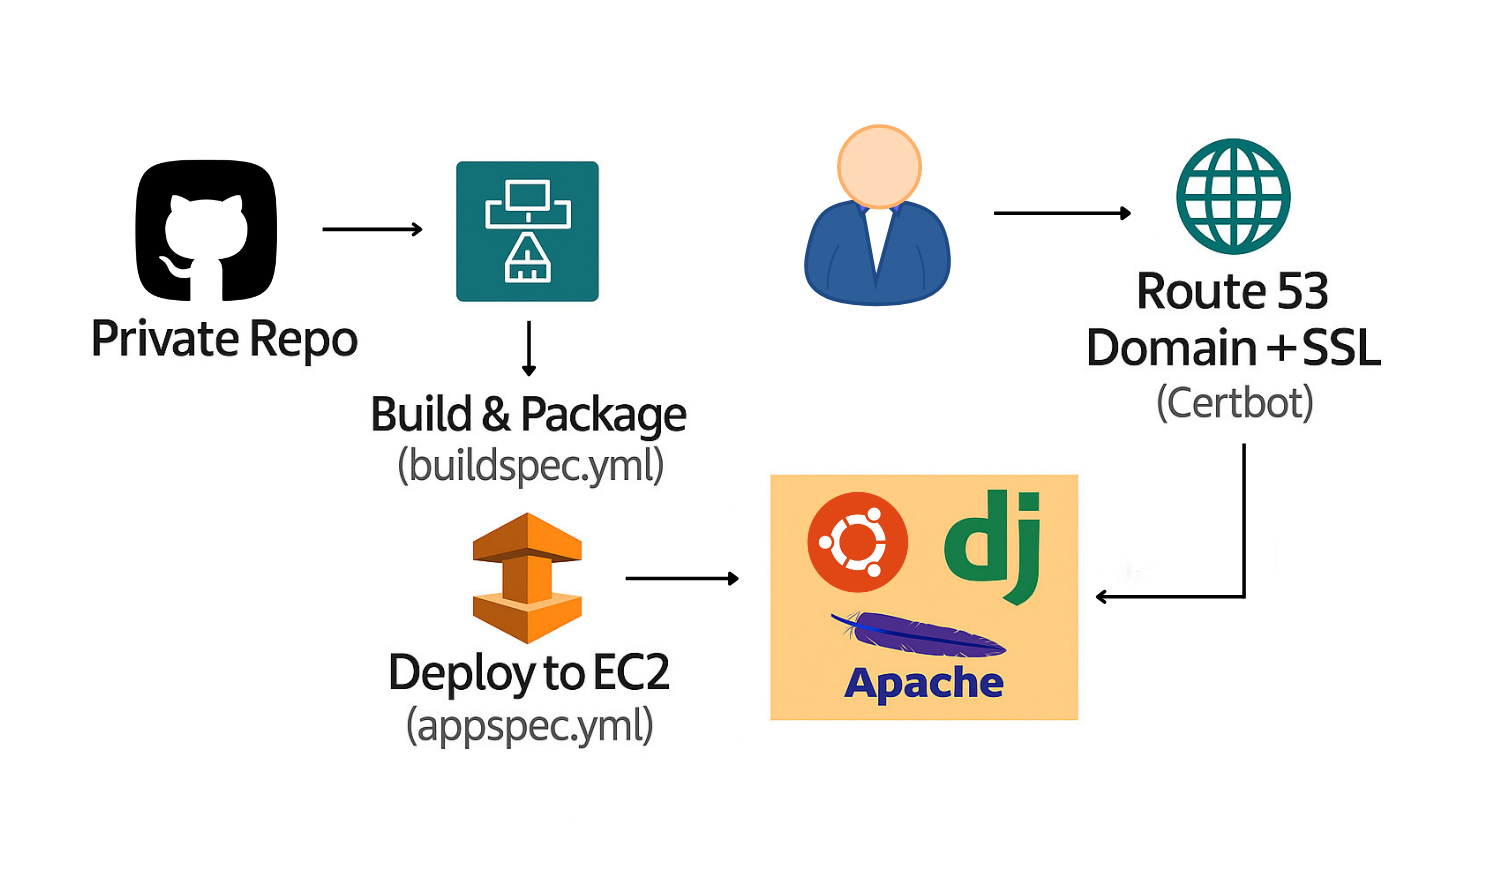 Private Repo
Build & Package
(buildspec.yml)
Deploy to EC2
(appspec.yml)
Route 53
Domain + SSL
(Certbot)
dj
Apache